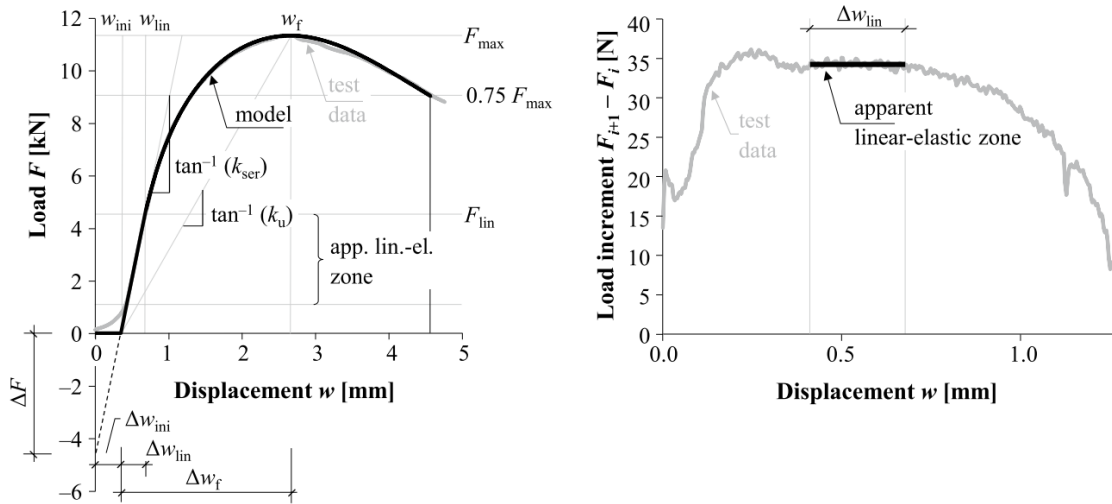 w_ini w_lin w_f
12
10
8
6
4
2
0
−2
−4
−6
Load F [kN]
F_max
0.75 F_max
F_lin
test
data
model
tan⁻¹ (k_ser)
tan⁻¹ (k_u)
app. lin.-el.
zone
0 1 2 3 4 5
Displacement w [mm]
ΔF
Δw_ini
Δw_lin
Δw_f
Load increment F_{i+1} − F_i [N]
40
35
30
25
20
15
10
5
0
Δw_lin
apparent
linear-elastic zone
test
data
0.0 0.5 1.0
Displacement w [mm]